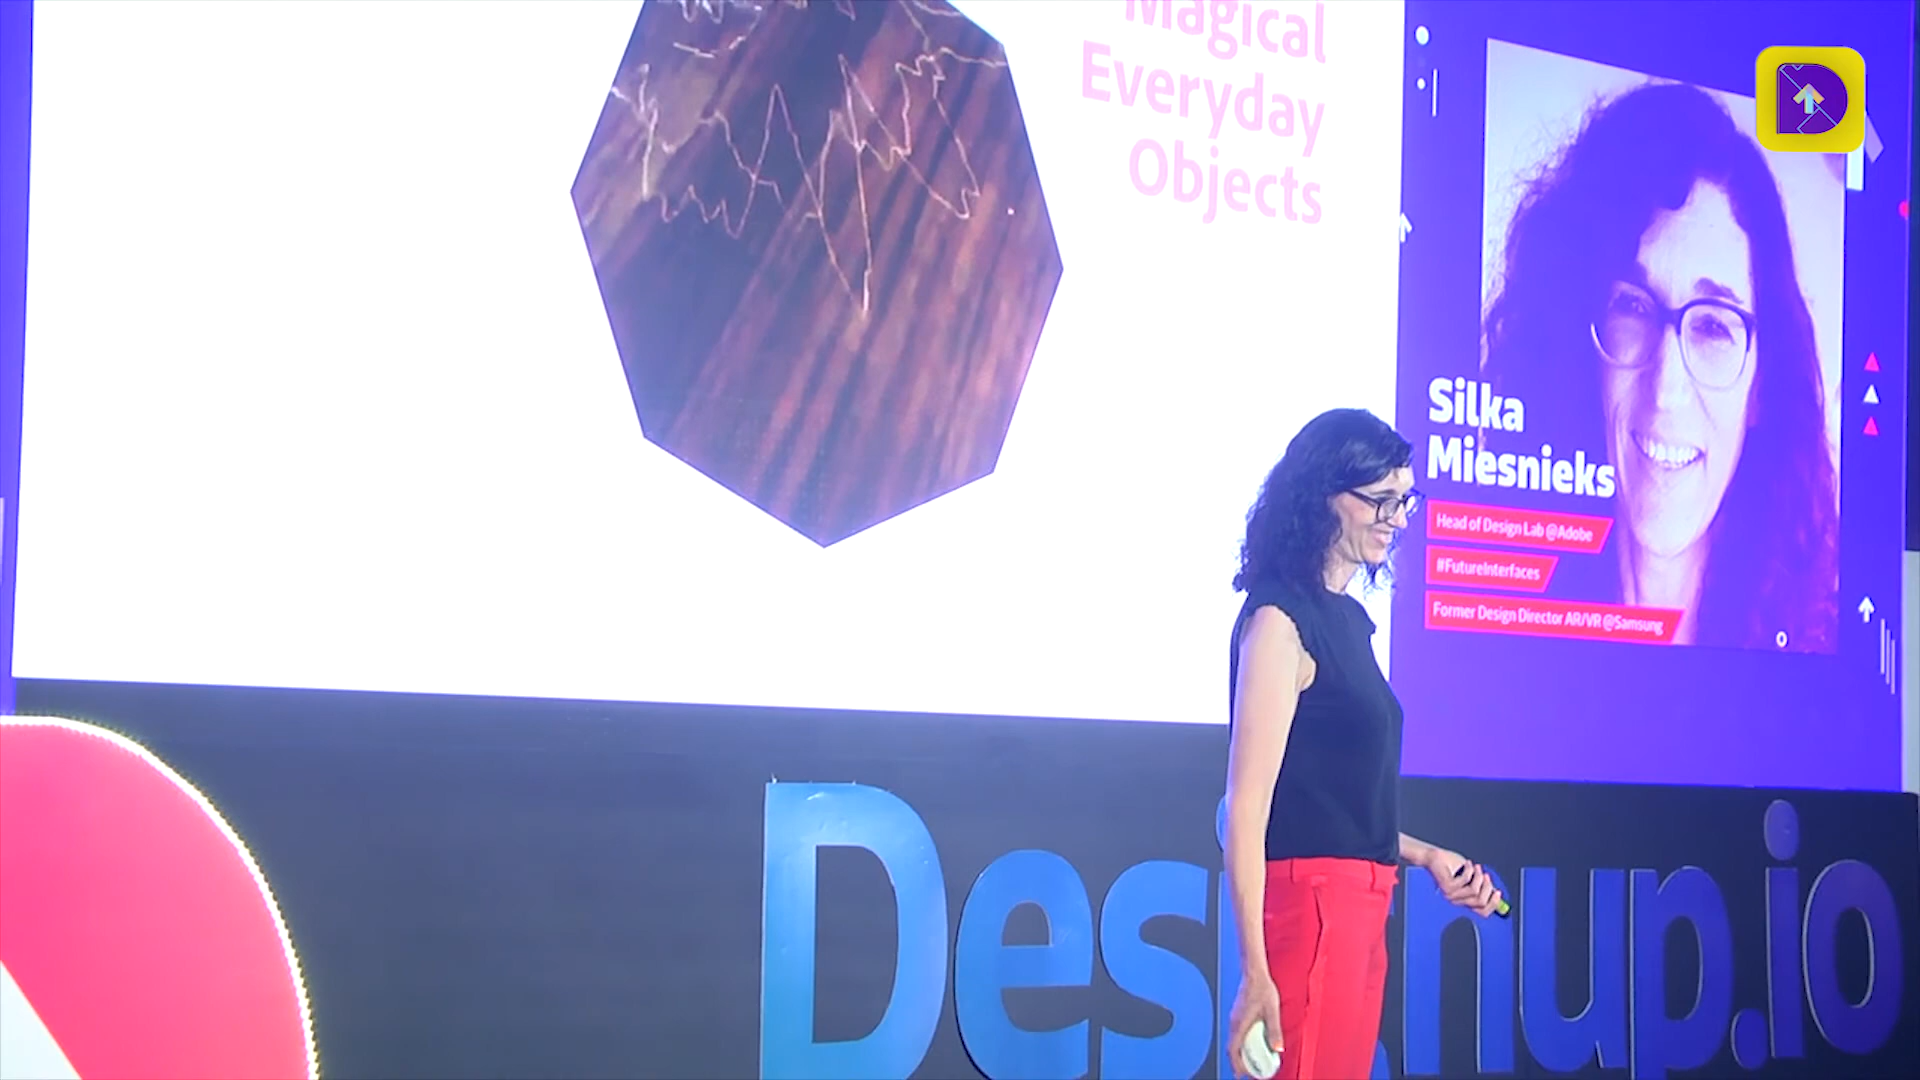 Magical
Everyday
Objects
Silka
Miesnieks
Head of Design Lab @Adobe
#FutureInterfaces
Former Design Director AR/VR @Samsung
Designup.io